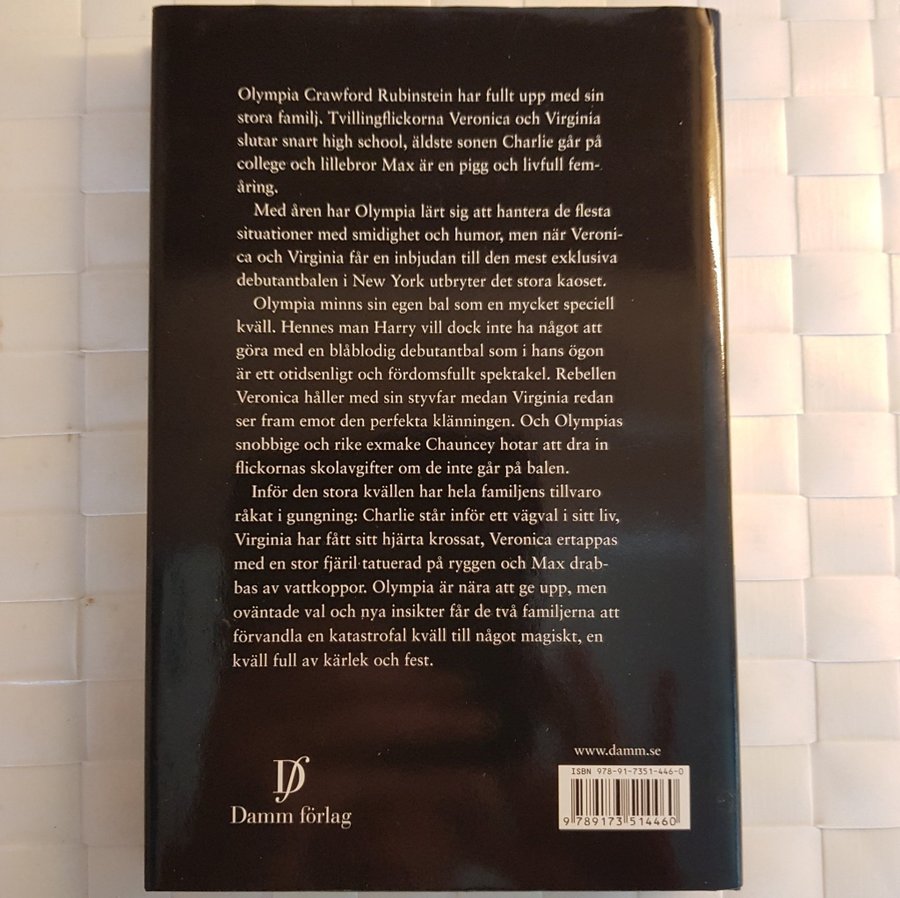 Olympia Crawford Rubinstein har fullt upp med sin
stora familj. Tvillingflickorna Veronica och Virginia
slutar snart high school, äldste sonen Charlie går på
college och lillebror Max är en pigg och livfull fem-
åring.
Med åren har Olympia lärt sig att hantera de flesta
situationer med smidighet och humor, men när Veroni-
ca och Virginia får en inbjudan till den mest exklusiva
debutantbalen i New York utbryter det stora kaoset.
Olympia minns sin egen bal som en mycket speciell
kväll. Hennes man Harry vill dock inte ha något att
göra med en blåblodig debutantbal som i hans ögon
är ett otidsenligt och fördomsfullt spektakel. Rebellen
Veronica håller med sin styvfar medan Virginia redan
ser fram emot den perfekta klänningen. Och Olympias
snobbige och rike exmake Chauncey hotar att dra in
flickornas skolavgifter om de inte går på balen.
Inför den stora kvällen har hela familjens tillvaro
råkat i gungning: Charlie står inför ett vägval i sitt liv,
Virginia har fått sitt hjärta krossat, Veronica ertappas
med en stor fjäril tatuerad på ryggen och Max drab-
bas av vattkoppor. Olympia är nära att ge upp, men
oväntade val och nya insikter får de två familjerna att
förvandla en katastrofal kväll till något magiskt, en
kväll full av kärlek och fest.
www.damm.se
ISBN 978-91-7351-446-0
9 789173 514460
Df
Damm förlag